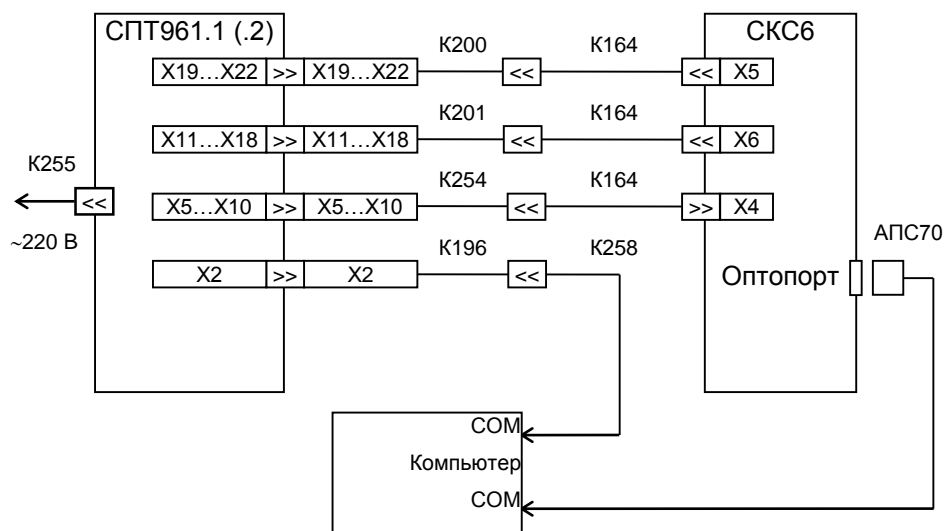 СПТ961.1 (.2)
СКС6
К200
К164
X19...X22 >> X19...X22 << << X5
К201
К164
X11...X18 >> X11...X18 << << X6
К255
К254
К164
<< X5...X10 >> X5...X10 << >> X4
~220 В
К196
К258
АПС70
X2 >> X2 <<
Оптопорт
COM
Компьютер
COM